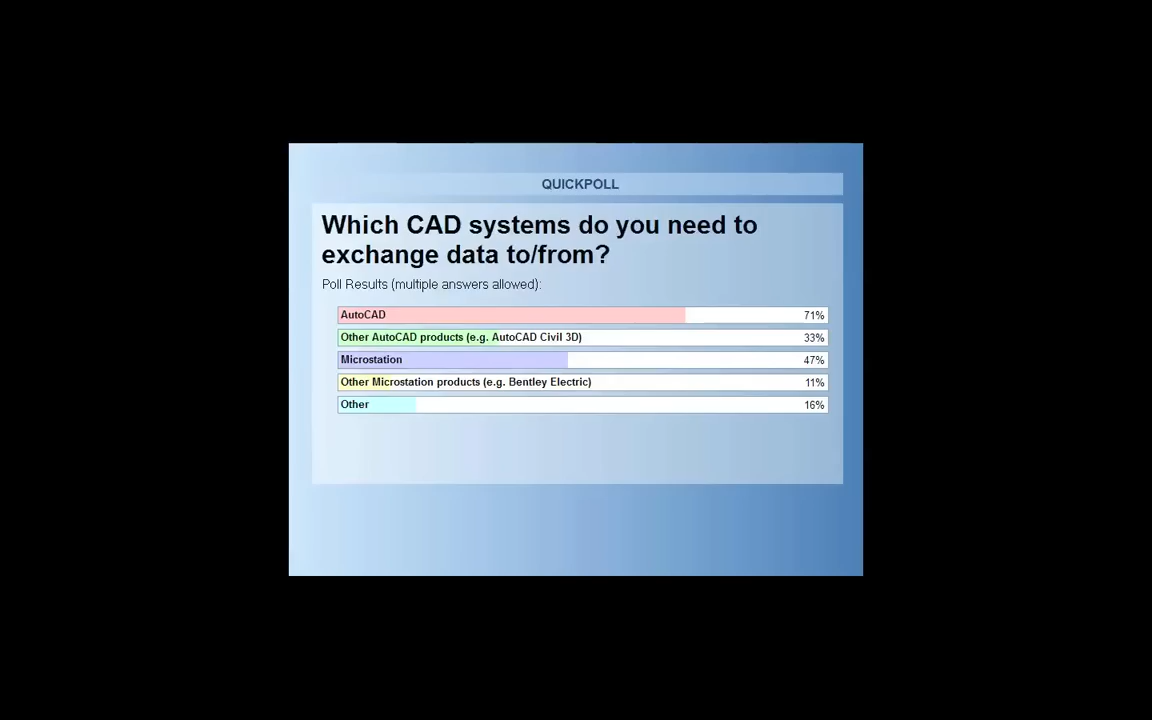 QUICKPOLL
Which CAD systems do you need to
exchange data to/from?
Poll Results (multiple answers allowed):
AutoCAD 71%
Other AutoCAD products (e.g. AutoCAD Civil 3D) 33%
Microstation 47%
Other Microstation products (e.g. Bentley Electric) 11%
Other 16%